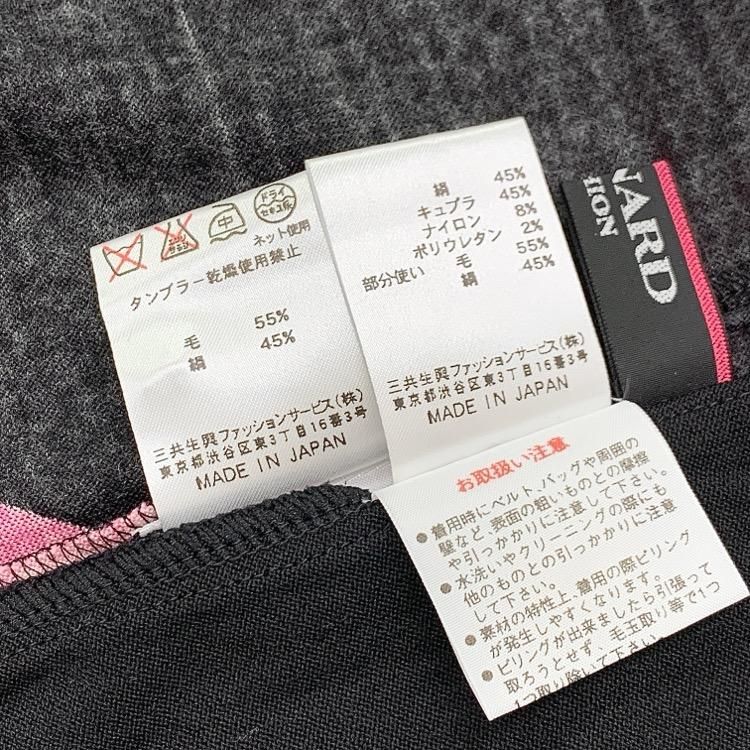 エンソ
サラシ
中
ドライ
セキユ系
ネット使用
タンブラー乾燥使用禁止
毛 55%
絹 45%
三共生興ファッションサービス(株)
東京都渋谷区東3丁目16番3号
MADE IN JAPAN
絹 45%
キュプラ 45%
ナイロン 8%
ポリウレタン 2%
部分使い 毛 55%
絹 45%
三共生興ファッションサービス(株)
東京都渋谷区東3丁目16番3号
MADE IN JAPAN
NARD
お取扱い注意
●着用時にベルト、バッグや周囲の
壁など、表面の粗いものとの摩擦
や引っかかりに注意して下さい。
●水洗いやクリーニングの際にも
他のものとの引っかかりに注意
して下さい。
●素材の特性上、着用の際ピリング
が発生しやすくなります。
●ピリングが出来ましたら引張って
取ろうとせず、毛玉取り等で1つ
1つ取り除いて下さい。